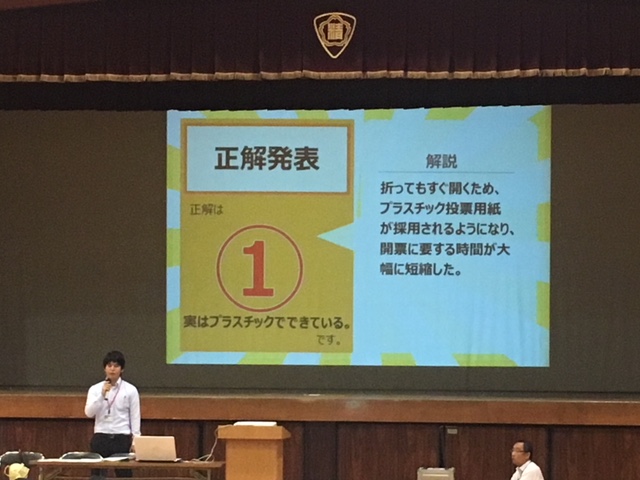 正解発表
正解は
1
実はプラスチックでできている。
です。
解説
折ってもすぐ開くため、
プラスチック投票用紙
が採用されるようになり、
開票に要する時間が大
幅に短縮した。